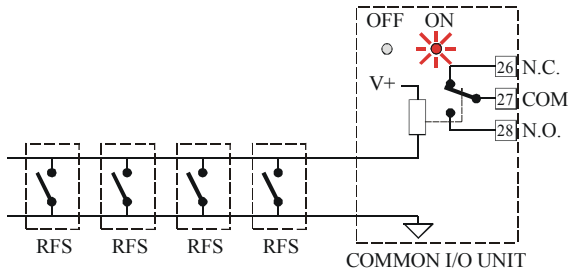 OFF ON
V+
26 N.C.
27 COM
28 N.O.
RFS RFS RFS RFS
COMMON I/O UNIT